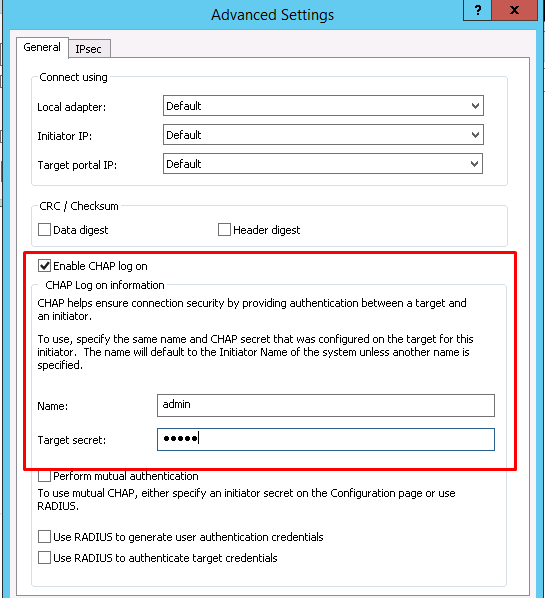 Advanced Settings
? x
General IPsec
Connect using
Local adapter: Default
Initiator IP: Default
Target portal IP: Default
CRC / Checksum
Data digest Header digest
Enable CHAP log on
CHAP Log on information
CHAP helps ensure connection security by providing authentication between a target and
an initiator.
To use, specify the same name and CHAP secret that was configured on the target for this
initiator. The name will default to the Initiator Name of the system unless another name is
specified.
Name: admin
Target secret: ●●●●●
Perform mutual authentication
To use mutual CHAP, either specify an initiator secret on the Configuration page or use
RADIUS.
Use RADIUS to generate user authentication credentials
Use RADIUS to authenticate target credentials